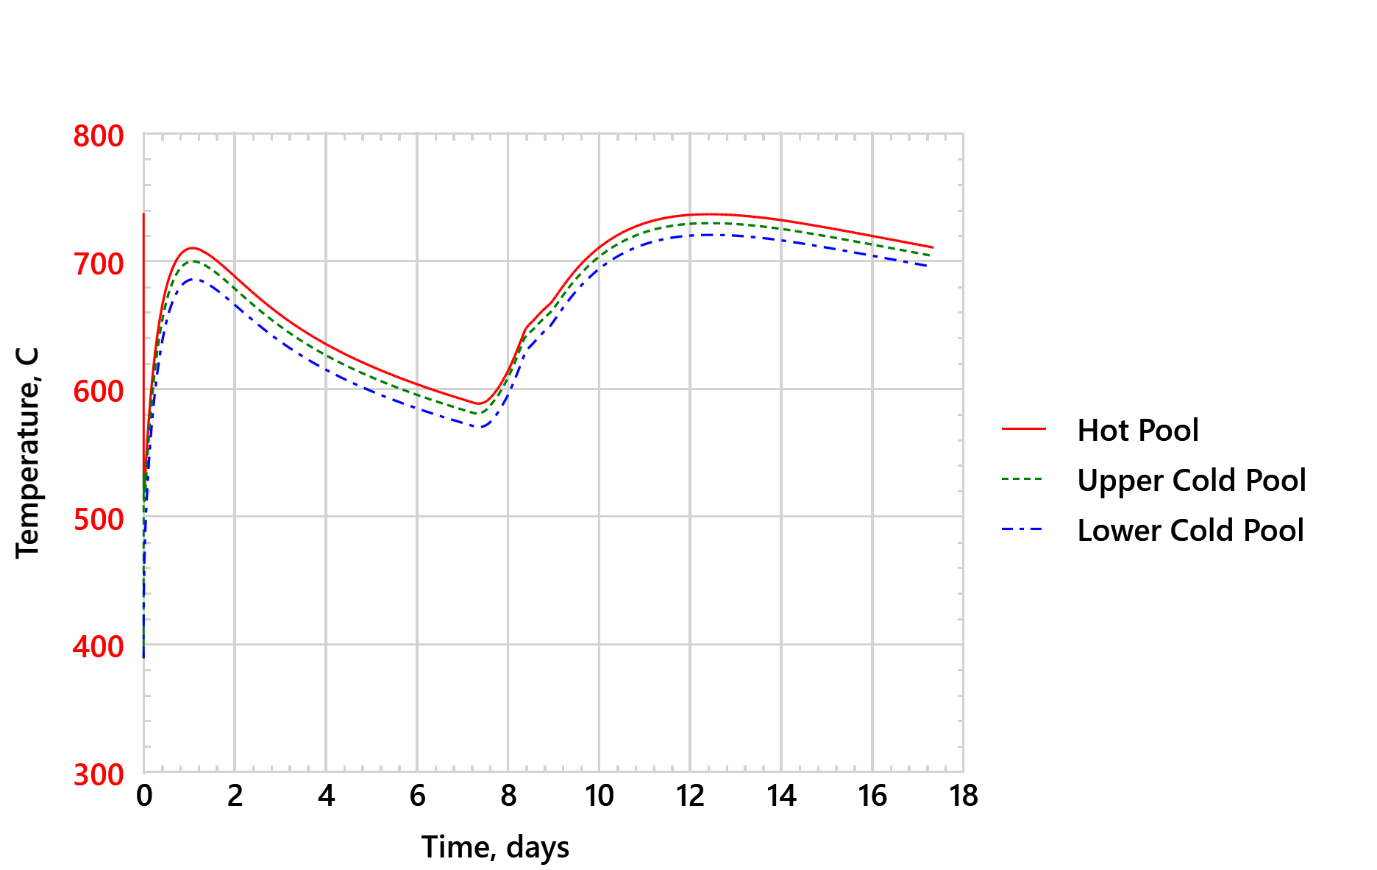 800
700
600
500
400
300
Temperature, C
0 2 4 6 8 10 12 14 16 18
Time, days
Hot Pool
Upper Cold Pool
Lower Cold Pool